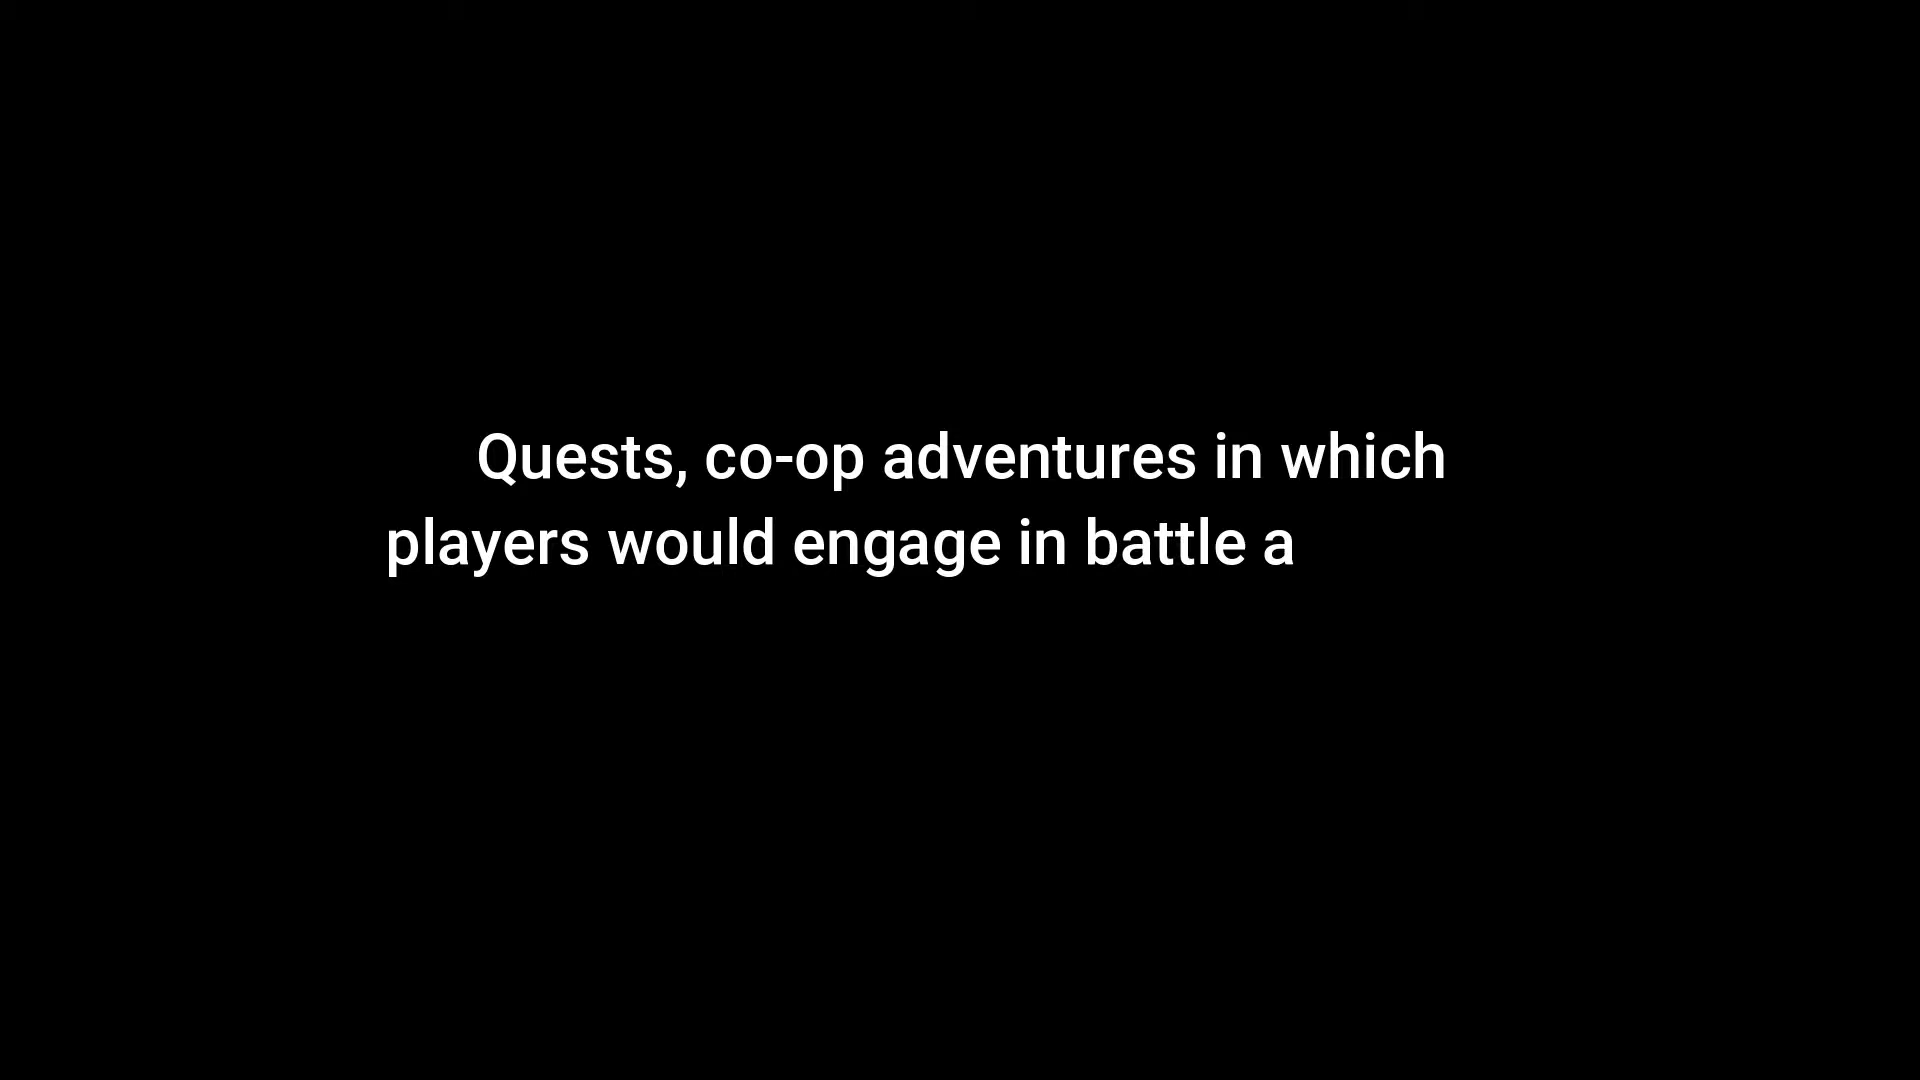 Quests, co-op adventures in which
players would engage in battle a